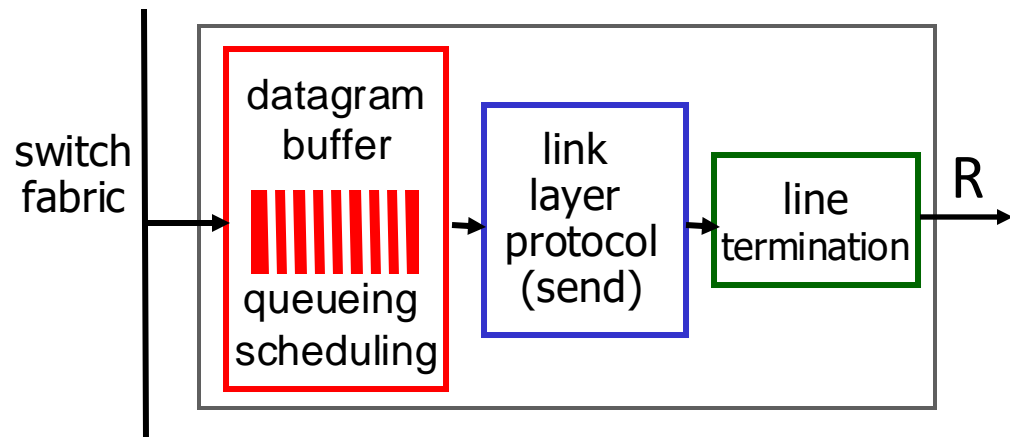 switch
fabric
datagram
buffer
queueing
scheduling
link
layer
protocol
(send)
line
termination
R